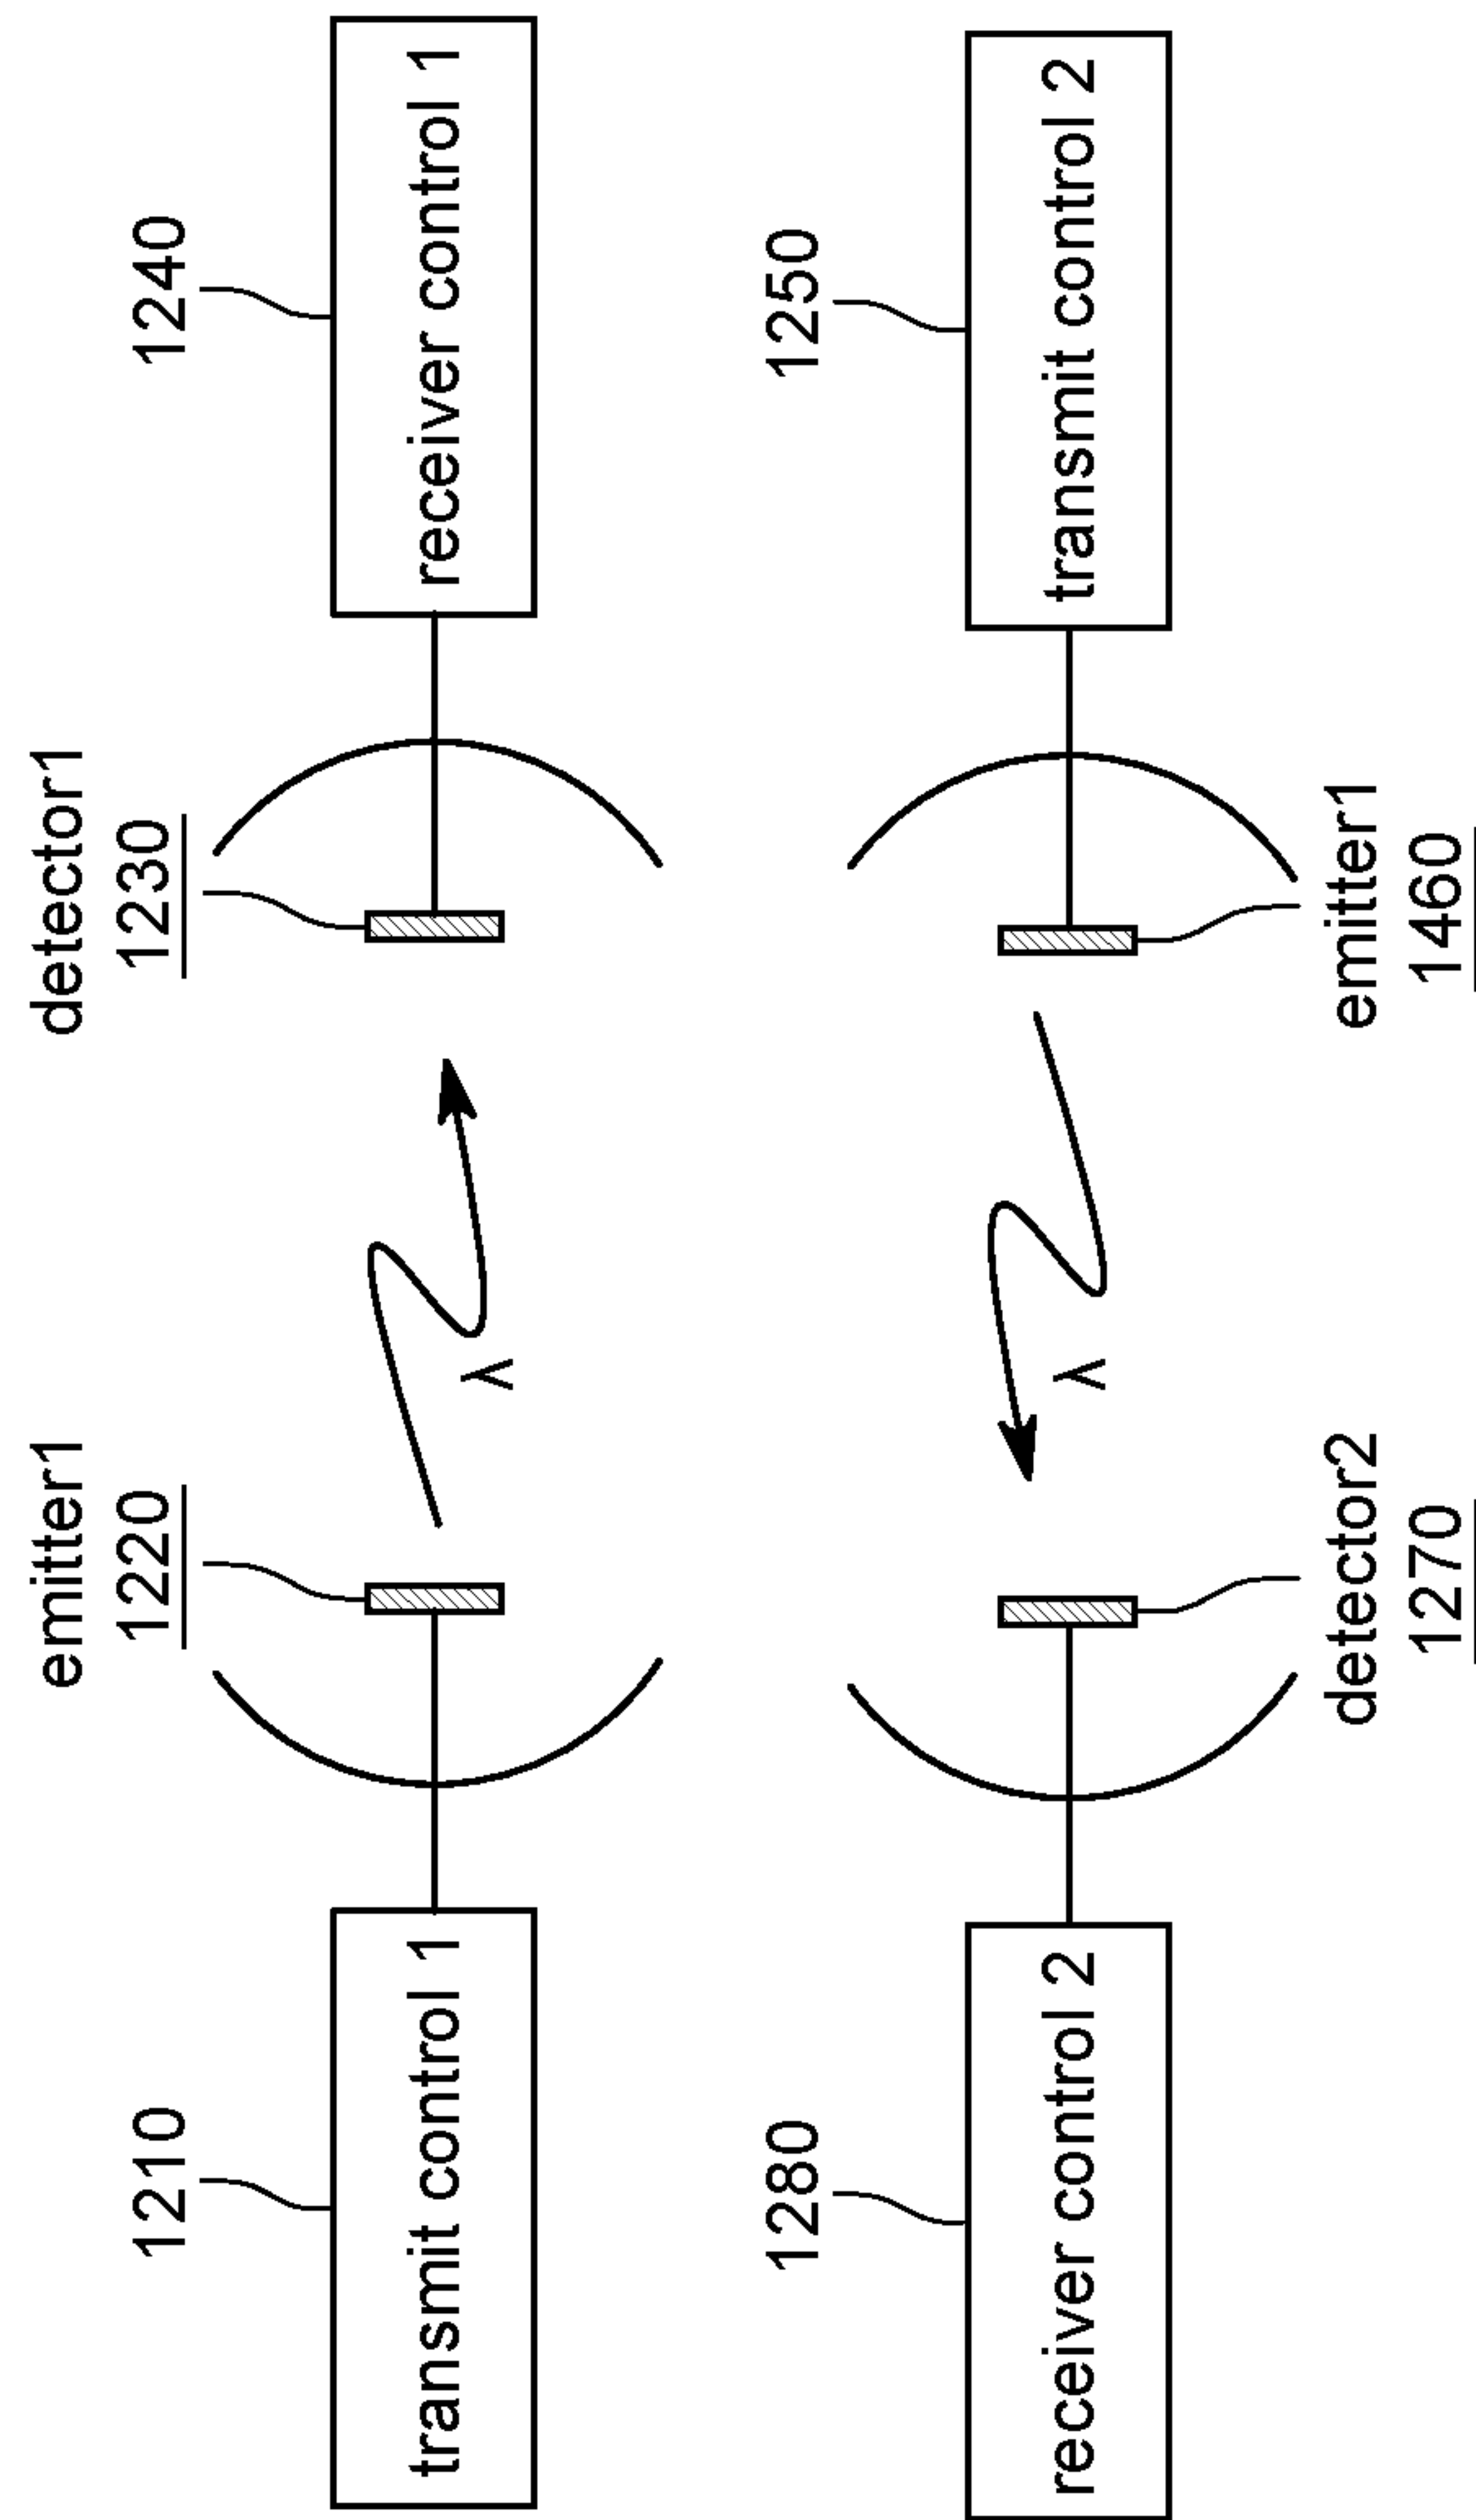 emitter1
1220
detector1
1230
1210
1240
transmit control 1
λ
receiver control 1
1280
1250
receiver control 2
λ
transmit control 2
detector2
1270
emitter1
1460